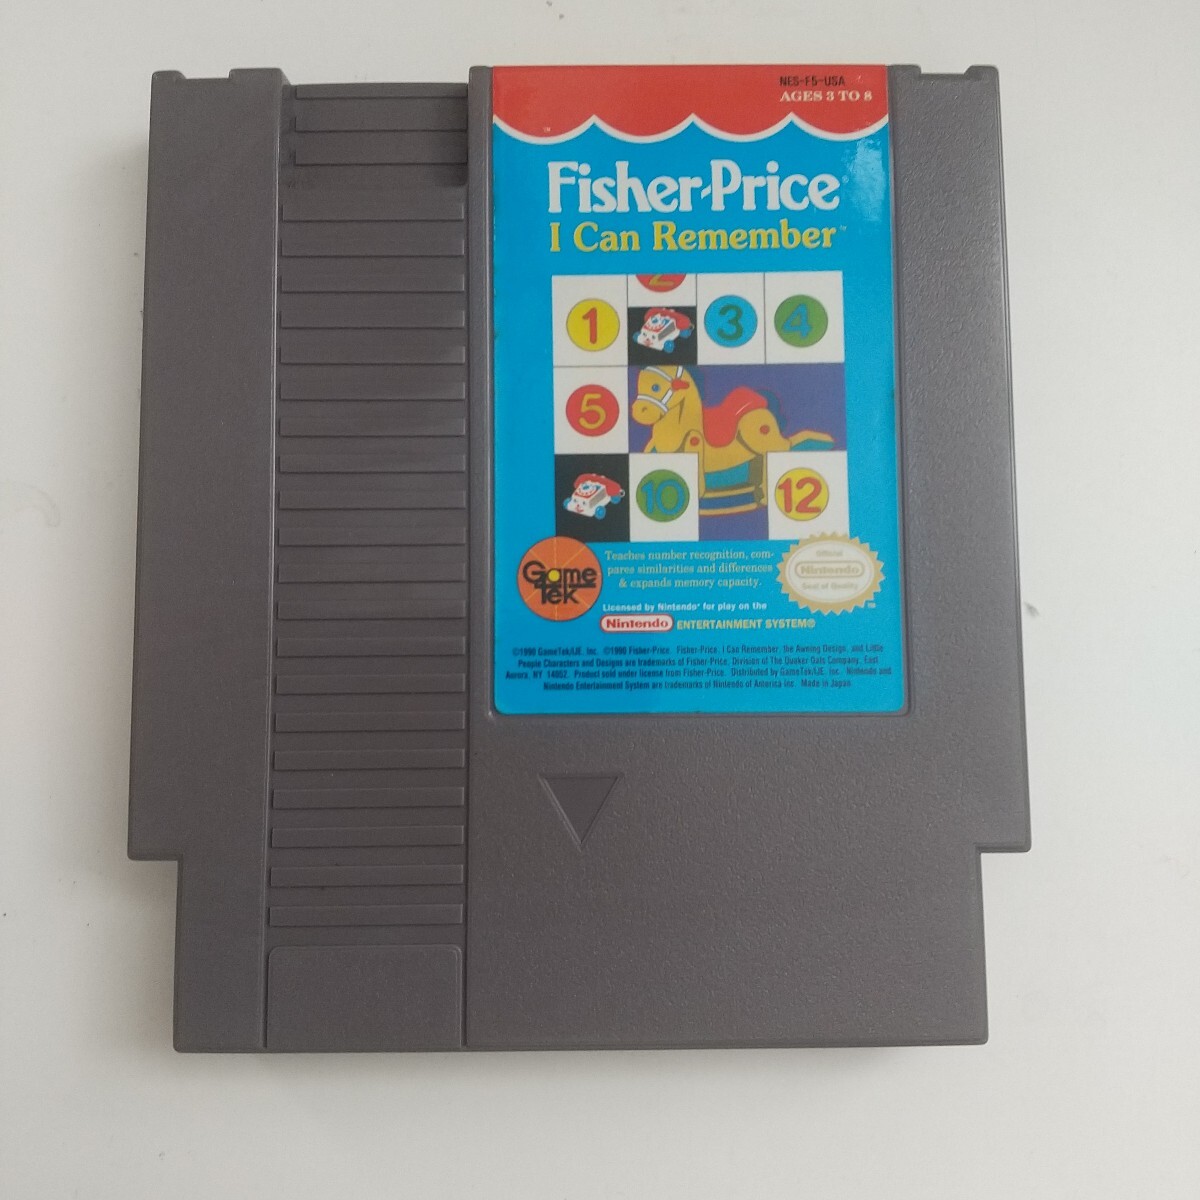 NES-F5-USA
AGES 3 TO 8
TM
Fisher-Price®
I Can Remember™
2
1
3
4
5
10
12
Game Tek
Teaches number recognition, com-
pares similarities and differences
& expands memory capacity.
Licensed by Nintendo® for play on the
Nintendo ENTERTAINMENT SYSTEM®
Official
Nintendo
Seal of Quality
TM
©1990 GameTek/IJE, Inc. ©1990 Fisher-Price. Fisher-Price, I Can Remember, the Awning Design, and Little
People Characters and Designs are trademarks of Fisher-Price, Division of The Quaker Oats Company, East
Aurora, NY 14052. Product sold under license from Fisher-Price. Distributed by GameTek/IJE, Inc. Nintendo and
Nintendo Entertainment System are trademarks of Nintendo of America Inc. Made in Japan